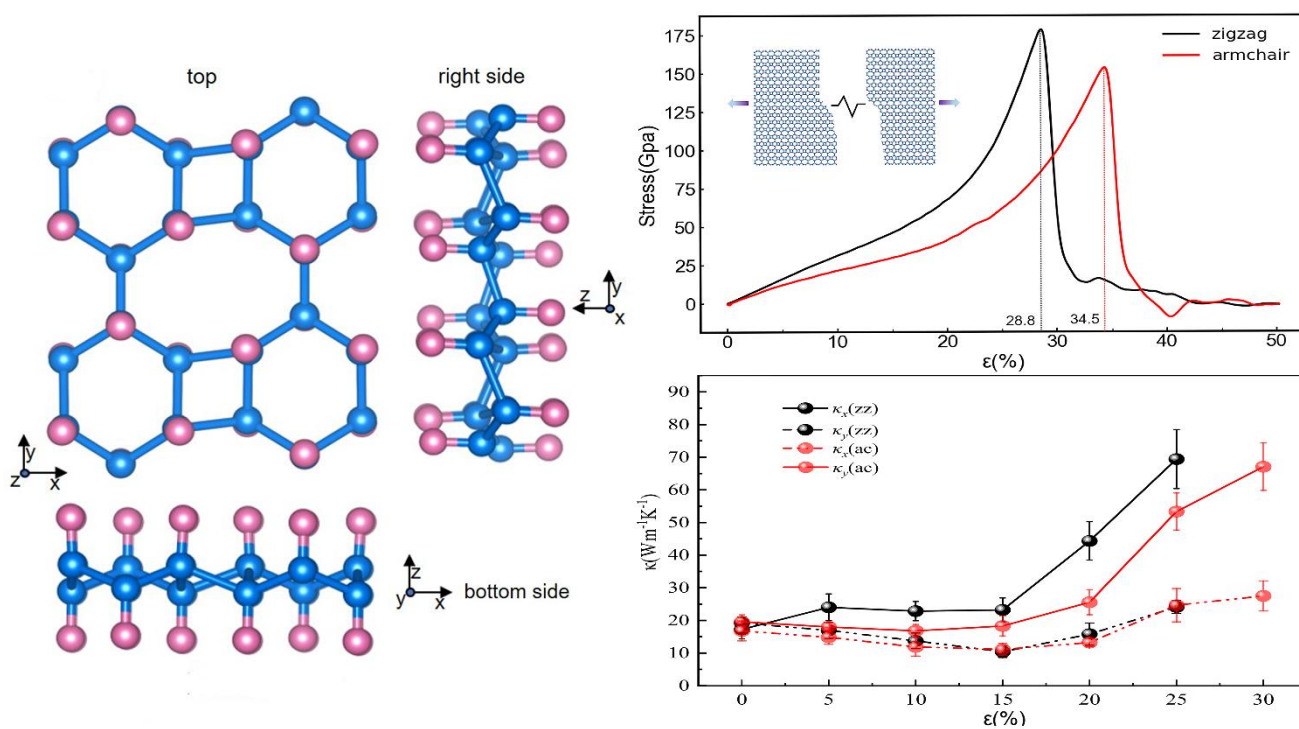 top
right side
y
z
x
z
y
x
z
y
x
bottom side
Stress(Gpa)
175
150
125
100
75
50
25
0
zigzag
armchair
28.8
34.5
0
10
20
30
40
50
ε(%)
κ(Wm⁻¹K⁻¹)
90
80
70
60
50
40
30
20
10
0
κx(zz)
κy(zz)
κx(ac)
κy(ac)
0
5
10
15
20
25
30
ε(%)